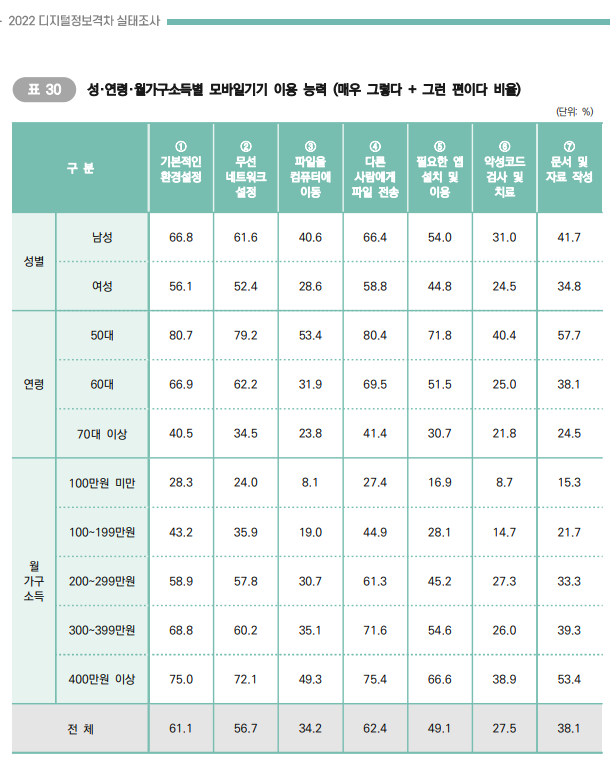 2022 디지털정보격차 실태조사
표 30 성·연령·월가구소득별 모바일기기 이용 능력 (매우 그렇다 + 그런 편이다 비율)
(단위: %)
구 분 ① 기본적인 환경설정 ② 무선 네트워크 설정 ③ 파일을 컴퓨터에 이동 ④ 다른 사람에게 파일 전송 ⑤ 필요한 앱 설치 및 이용 ⑥ 악성코드 검사 및 치료 ⑦ 문서 및 자료 작성
성별
남성 66.8 61.6 40.6 66.4 54.0 31.0 41.7
여성 56.1 52.4 28.6 58.8 44.8 24.5 34.8
연령
50대 80.7 79.2 53.4 80.4 71.8 40.4 57.7
60대 66.9 62.2 31.9 69.5 51.5 25.0 38.1
70대 이상 40.5 34.5 23.8 41.4 30.7 21.8 24.5
월 가구 소득
100만원 미만 28.3 24.0 8.1 27.4 16.9 8.7 15.3
100~199만원 43.2 35.9 19.0 44.9 28.1 14.7 21.7
200~299만원 58.9 57.8 30.7 61.3 45.2 27.3 33.3
300~399만원 68.8 60.2 35.1 71.6 54.6 26.0 39.3
400만원 이상 75.0 72.1 49.3 75.4 66.6 38.9 53.4
전 체 61.1 56.7 34.2 62.4 49.1 27.5 38.1